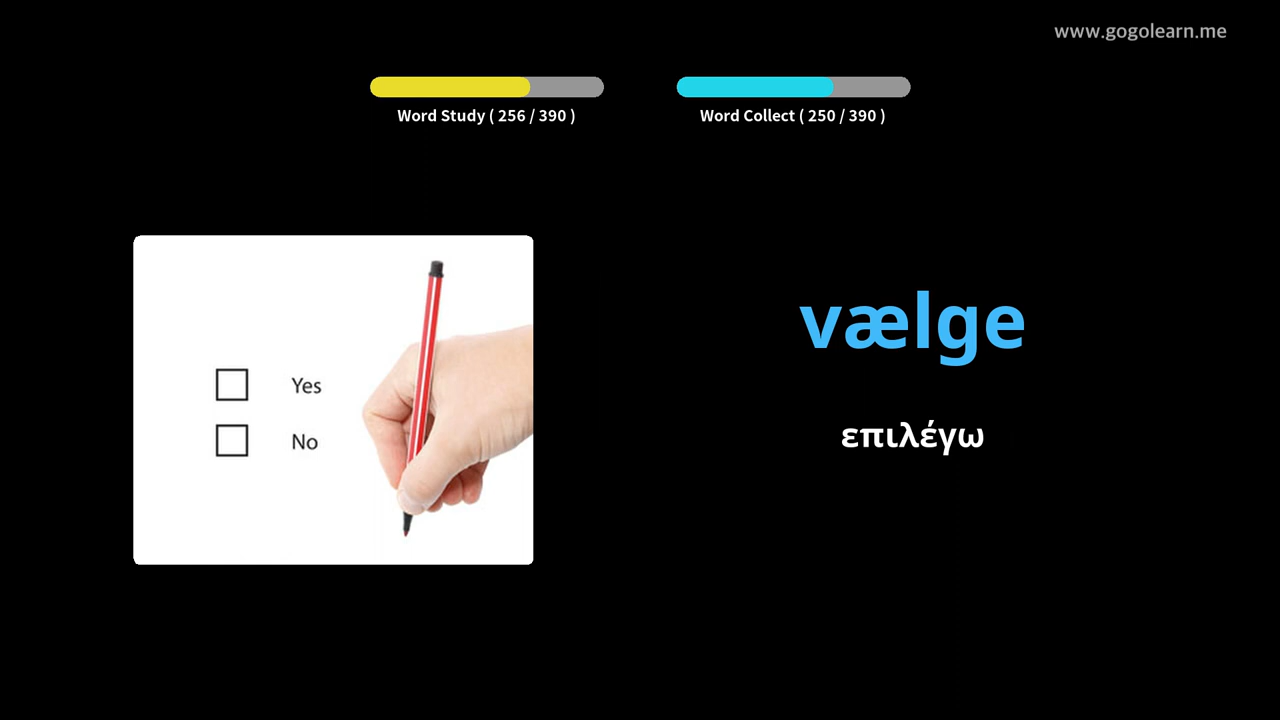 www.gogolearn.me
Word Study ( 256 / 390 )
Word Collect ( 250 / 390 )
Yes
No
vælge
επιλέγω